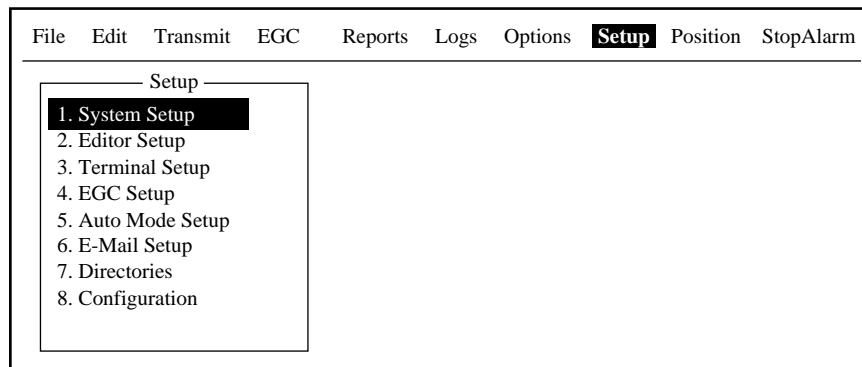 File Edit Transmit EGC Reports Logs Options Setup Position StopAlarm
Setup
1. System Setup
2. Editor Setup
3. Terminal Setup
4. EGC Setup
5. Auto Mode Setup
6. E-Mail Setup
7. Directories
8. Configuration